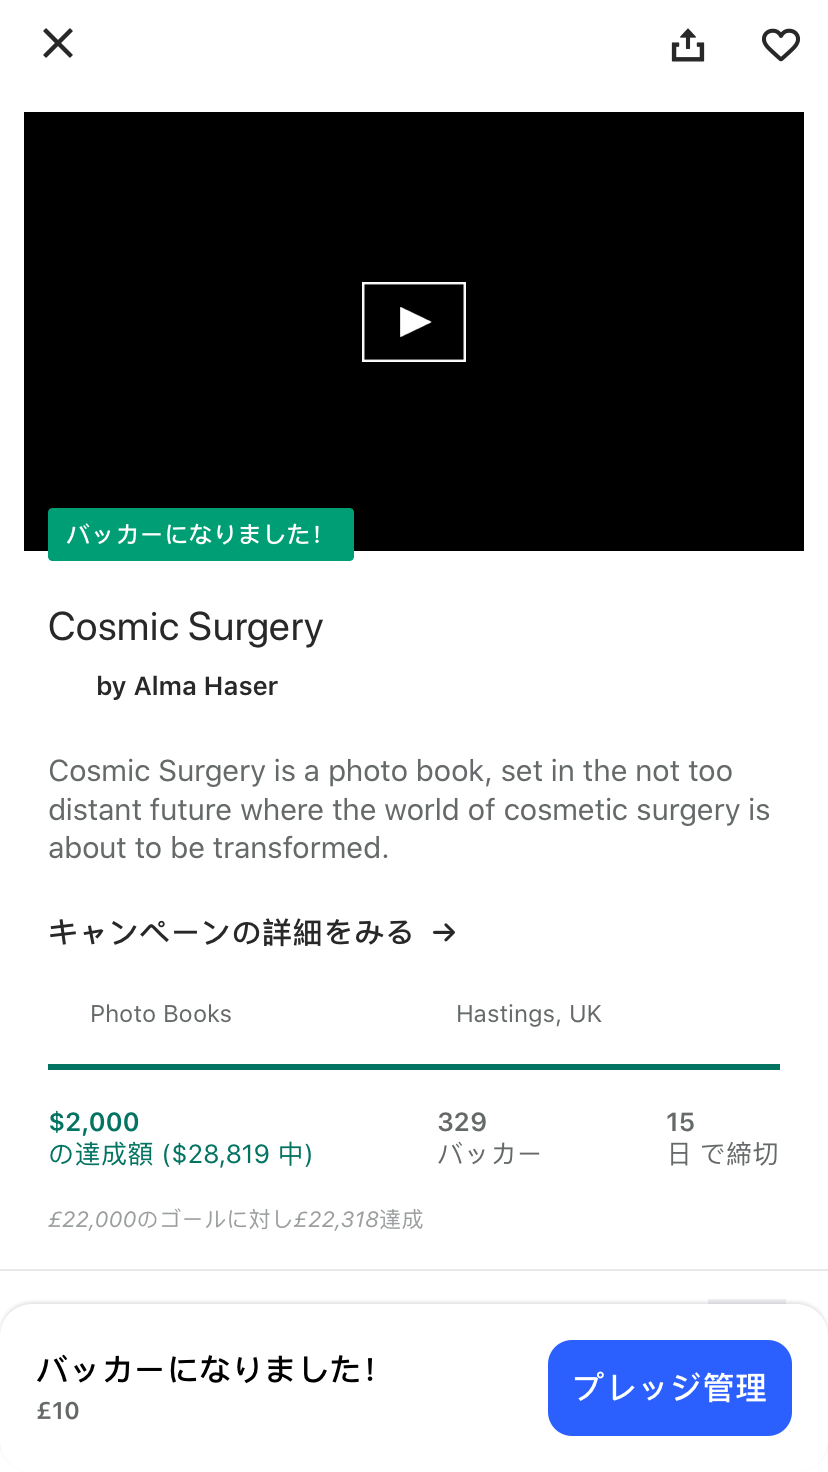 バッカーになりました！
Cosmic Surgery
by Alma Haser
Cosmic Surgery is a photo book, set in the not too
distant future where the world of cosmetic surgery is
about to be transformed.
キャンペーンの詳細をみる →
Photo Books
Hastings, UK
$2,000
の達成額 ($28,819 中)
329
バッカー
15
日 で締切
£22,000のゴールに対し£22,318達成
バッカーになりました！
£10
プレッジ管理